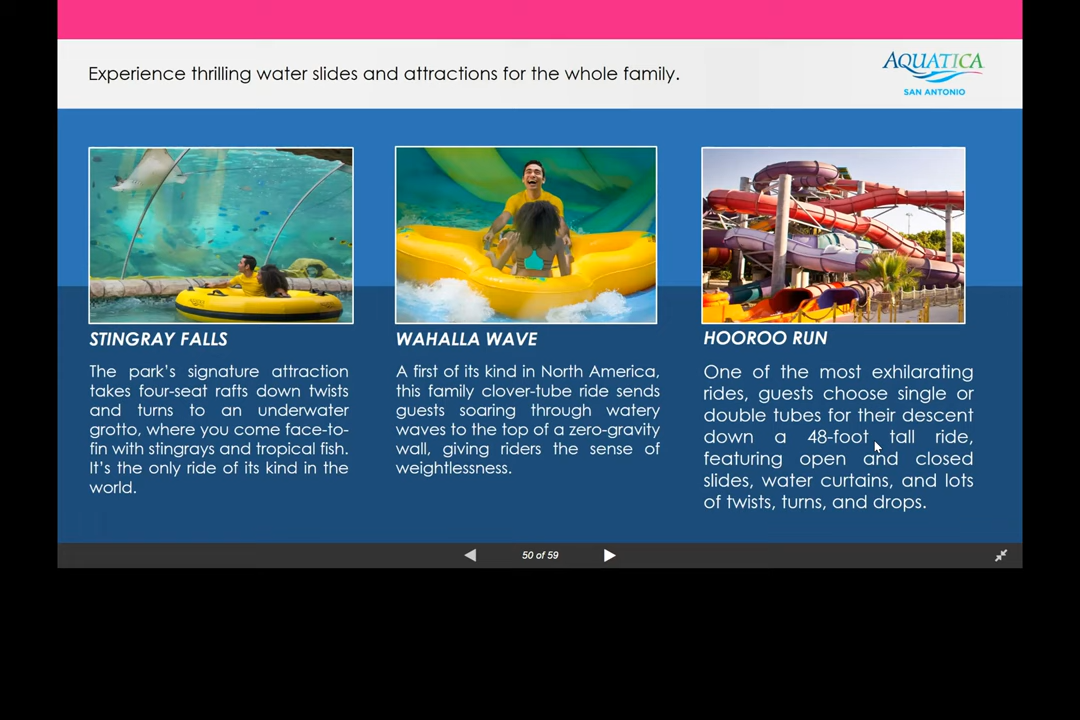 Experience thrilling water slides and attractions for the whole family.
AQUATICA
SAN ANTONIO
STINGRAY FALLS
The park's signature attraction
takes four-seat rafts down twists
and turns to an underwater
grotto, where you come face-to-
fin with stingrays and tropical fish.
It's the only ride of its kind in the
world.
WAHALLA WAVE
A first of its kind in North America,
this family clover-tube ride sends
guests soaring through watery
waves to the top of a zero-gravity
wall, giving riders the sense of
weightlessness.
HOOROO RUN
One of the most exhilarating
rides, guests choose single or
double tubes for their descent
down a 48-foot tall ride,
featuring open and closed
slides, water curtains, and lots
of twists, turns, and drops.
50 of 59